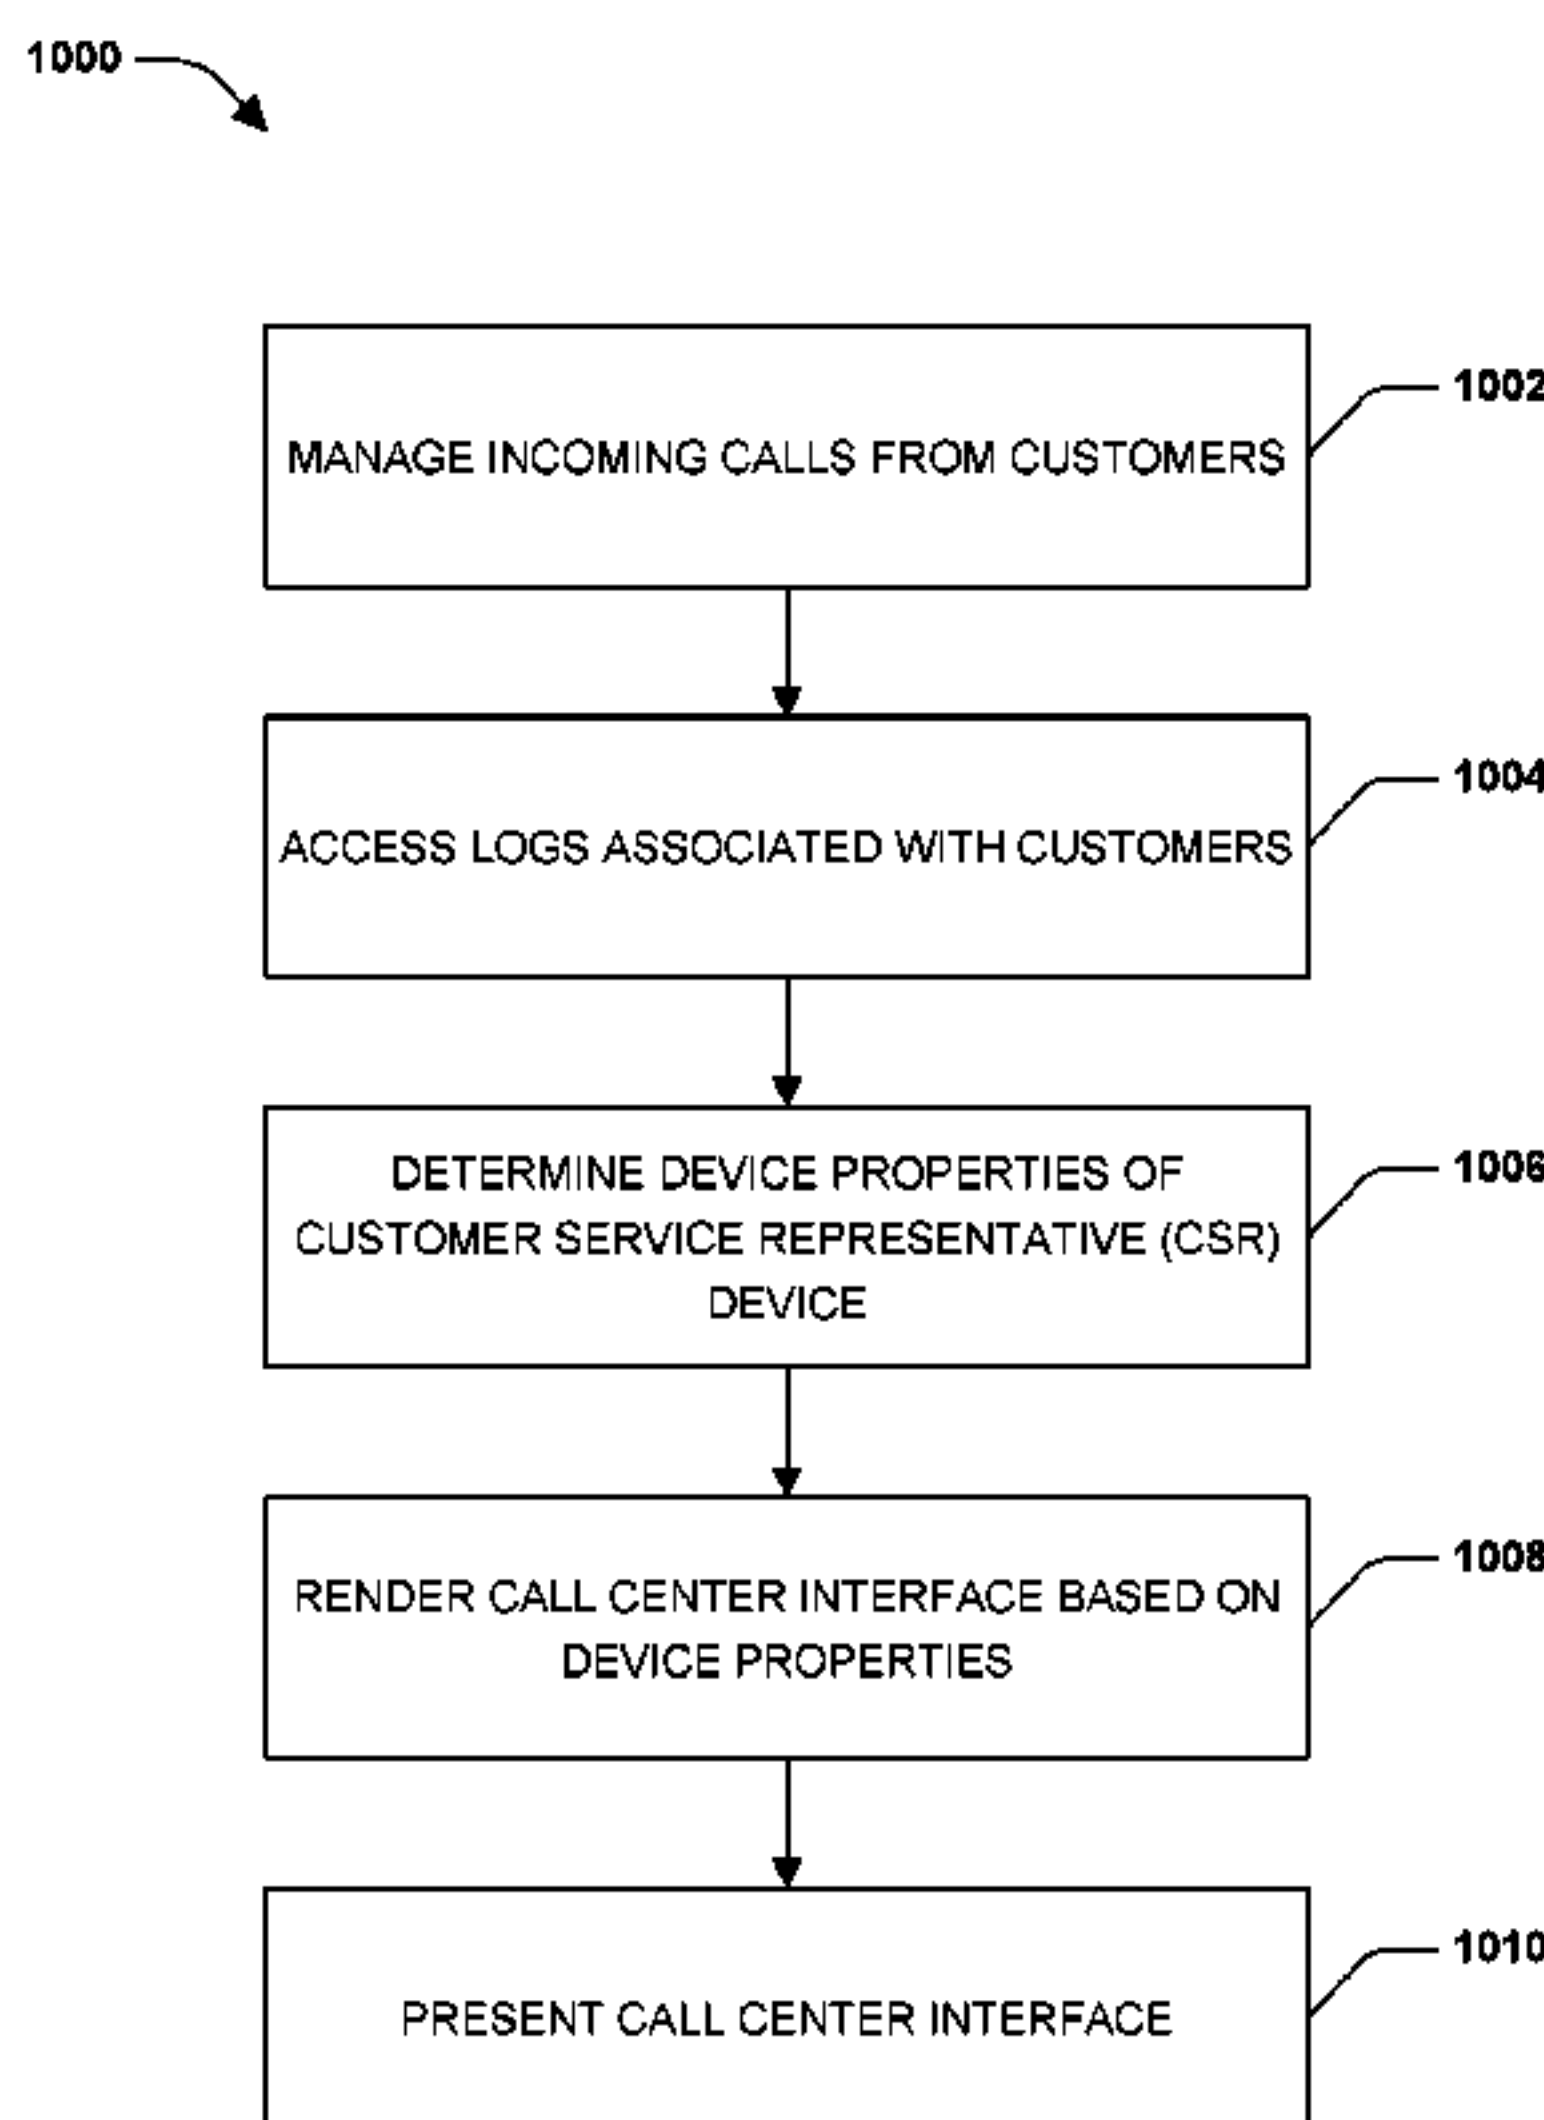 1000
1002
MANAGE INCOMING CALLS FROM CUSTOMERS
1004
ACCESS LOGS ASSOCIATED WITH CUSTOMERS
1006
DETERMINE DEVICE PROPERTIES OF
CUSTOMER SERVICE REPRESENTATIVE (CSR)
DEVICE
1008
RENDER CALL CENTER INTERFACE BASED ON
DEVICE PROPERTIES
1010
PRESENT CALL CENTER INTERFACE